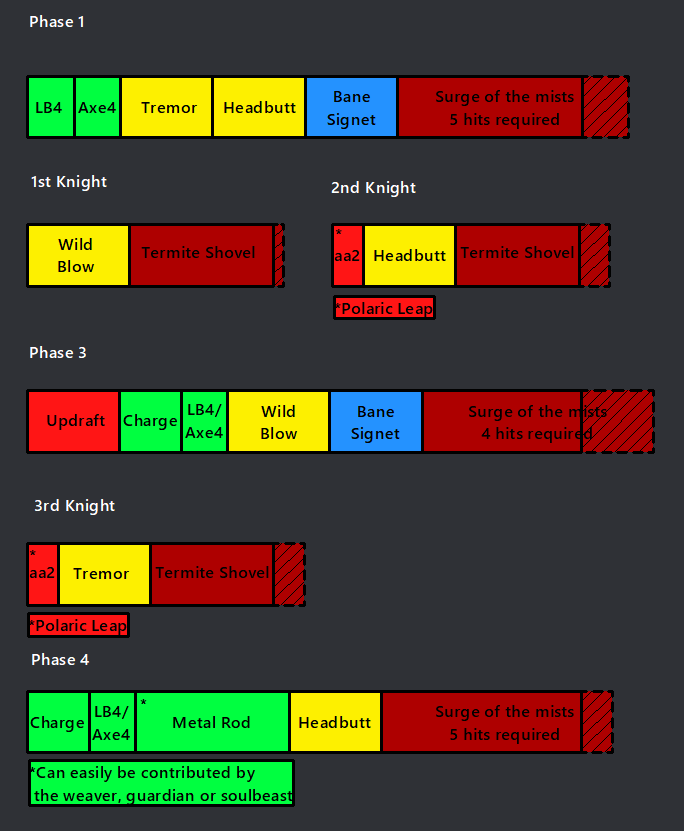 Phase 1
LB4 Axe4 Tremor Headbutt Bane Signet Surge of the mists
5 hits required
1st Knight
2nd Knight
Wild
Blow
Termite Shovel
*
aa2
Headbutt
Termite Shovel
*Polaric Leap
Phase 3
Updraft
Charge
LB4/
Axe4
Wild
Blow
Bane
Signet
Surge of the mists
4 hits required
3rd Knight
*
aa2
Tremor
Termite Shovel
*Polaric Leap
Phase 4
Charge
LB4/
Axe4
*
Metal Rod
Headbutt
Surge of the mists
5 hits required
*Can easily be contributed by
the weaver, guardian or soulbeast